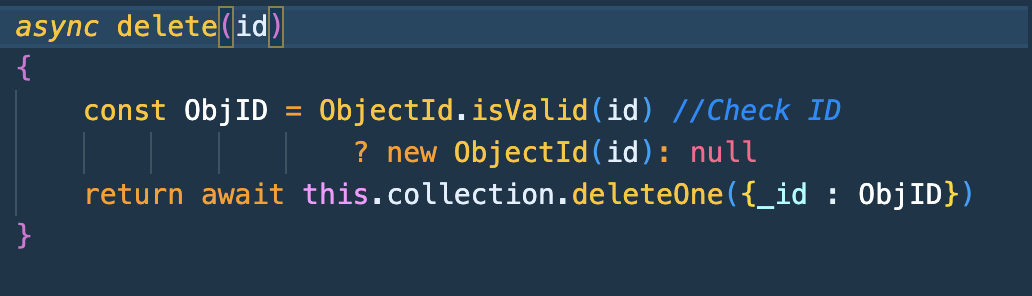 async delete(id)
{
    const ObjID = ObjectId.isValid(id) //Check ID
                ? new ObjectId(id): null
    return await this.collection.deleteOne({_id : ObjID})
}